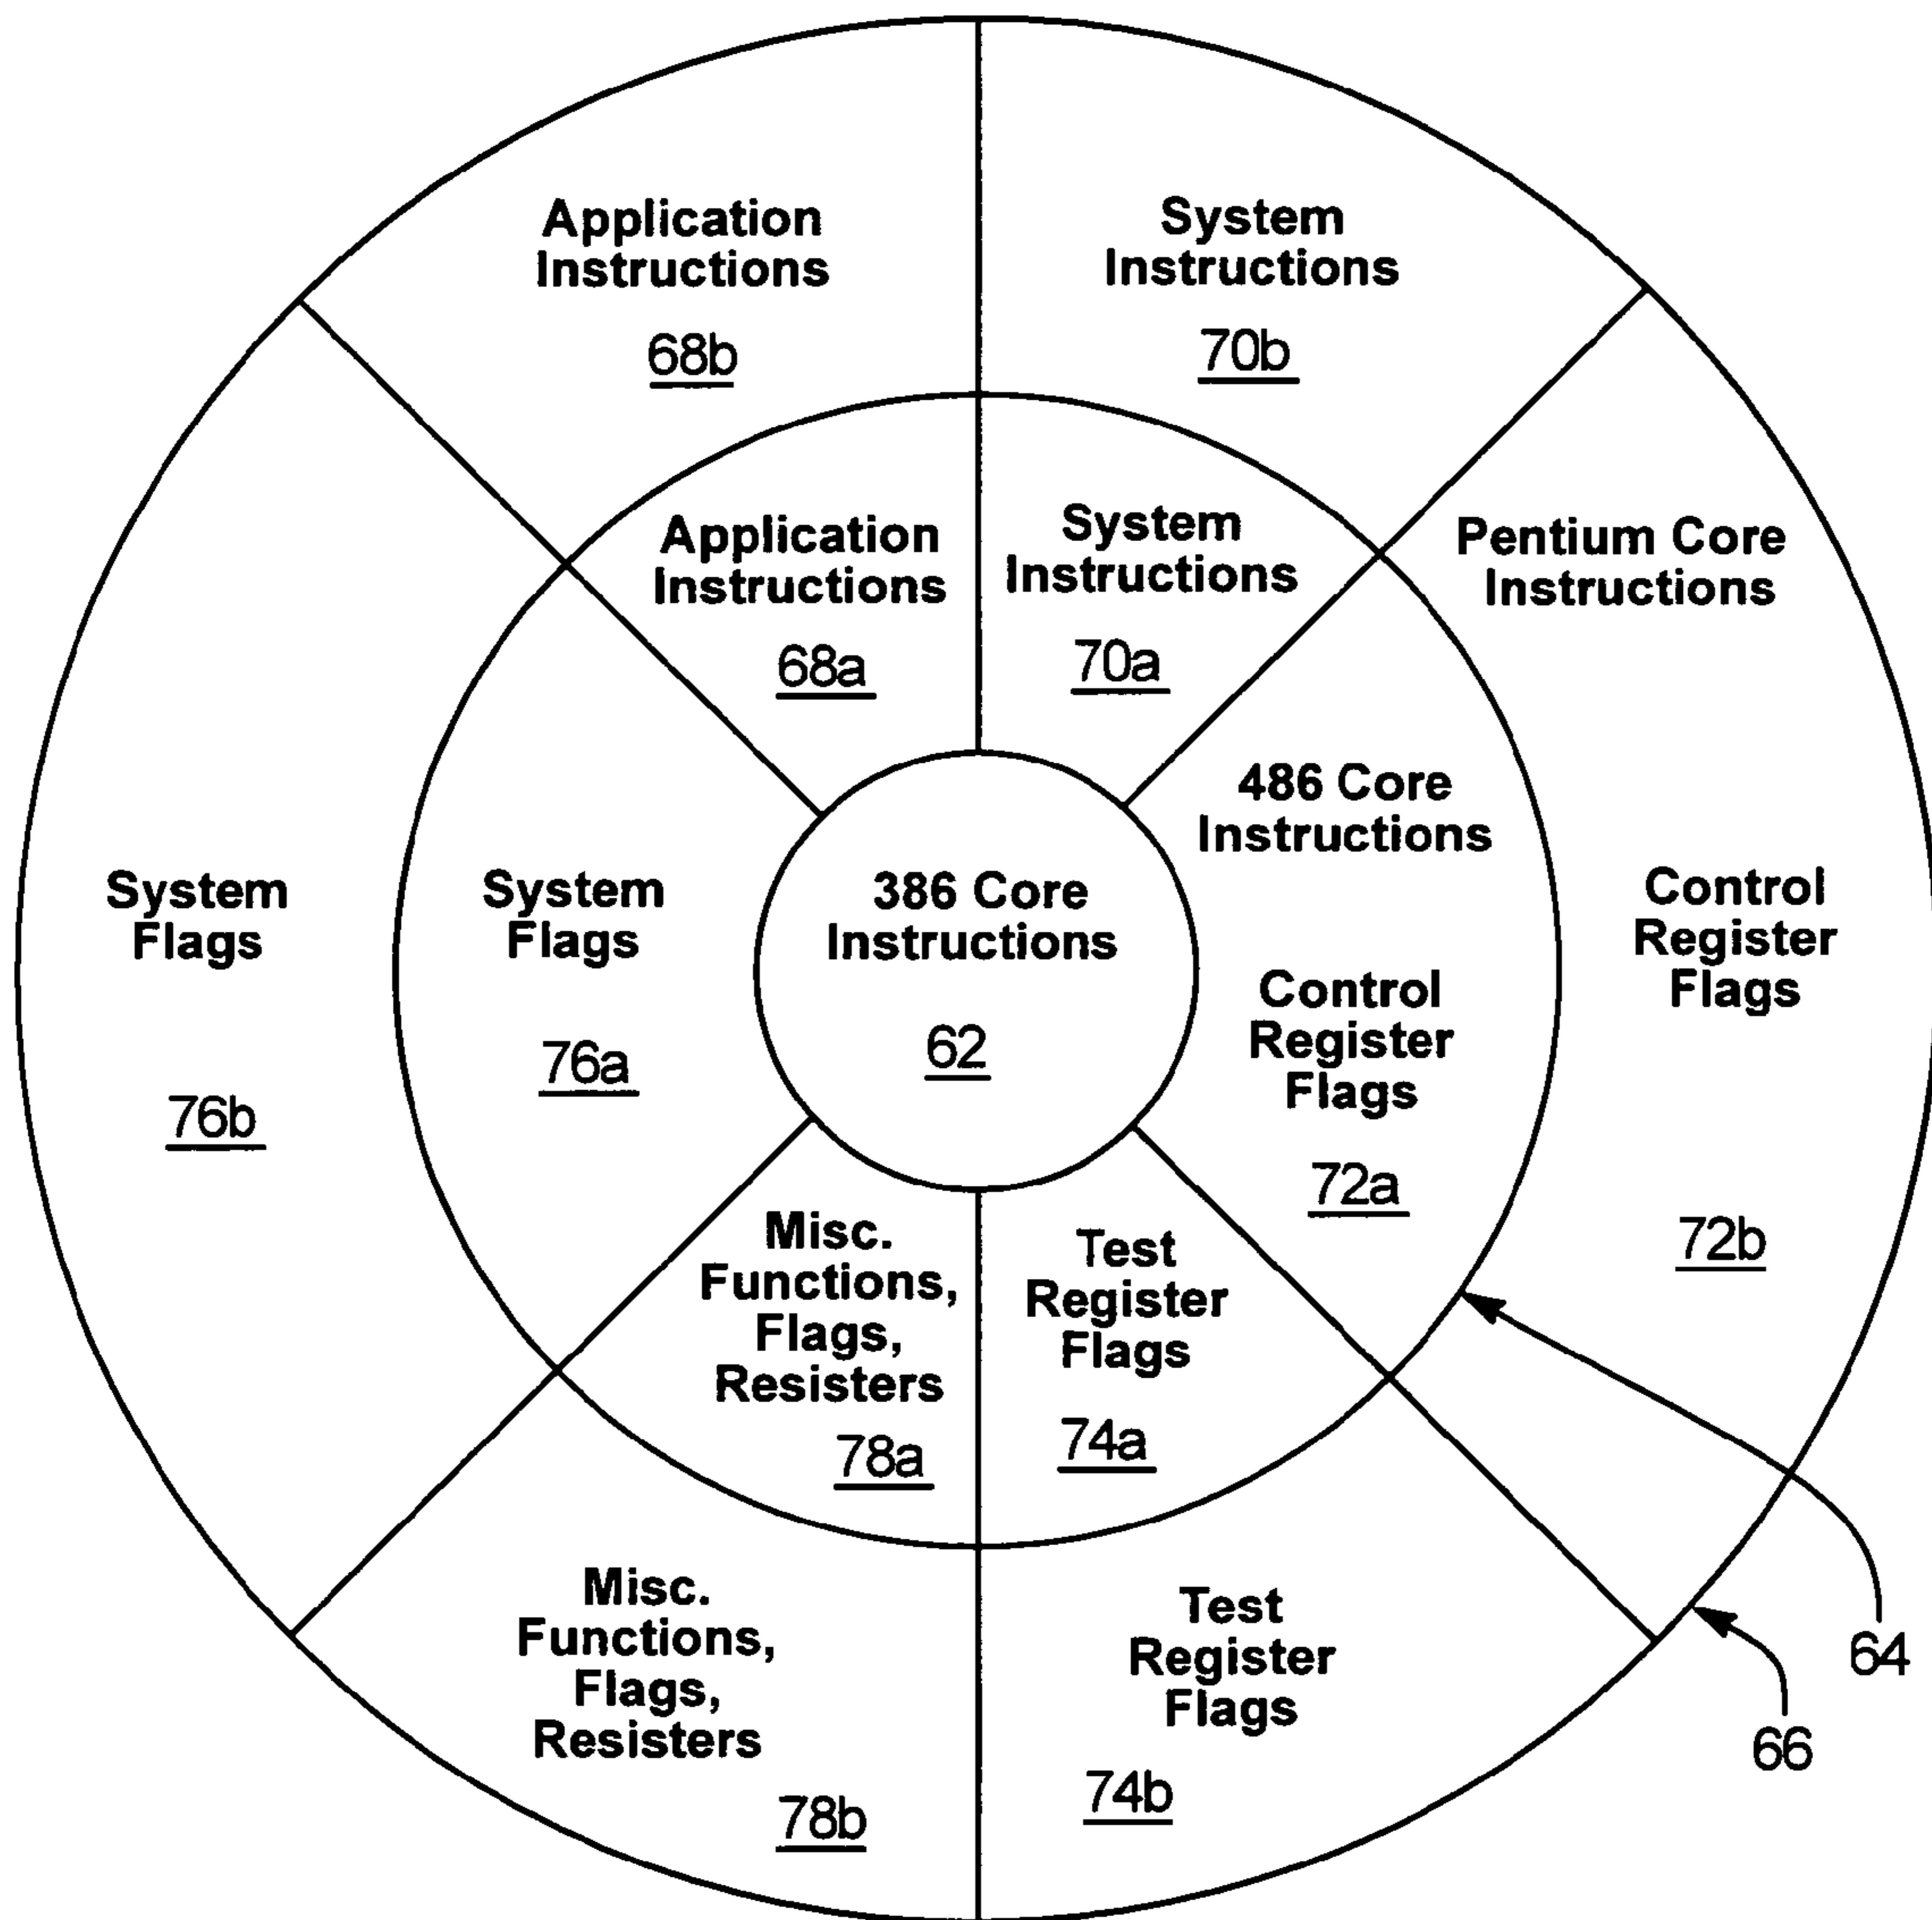 Application
Instructions
68b
System
Instructions
70b
Application
Instructions
68a
System
Instructions
70a
Pentium Core
Instructions
486 Core
Instructions
System
Flags
76b
System
Flags
76a
386 Core
Instructions
62
Control
Register
Flags
72a
Control
Register
Flags
72b
Misc.
Functions,
Flags,
Resisters
78a
Test
Register
Flags
74a
Misc.
Functions,
Flags,
Resisters
78b
Test
Register
Flags
74b
64
66